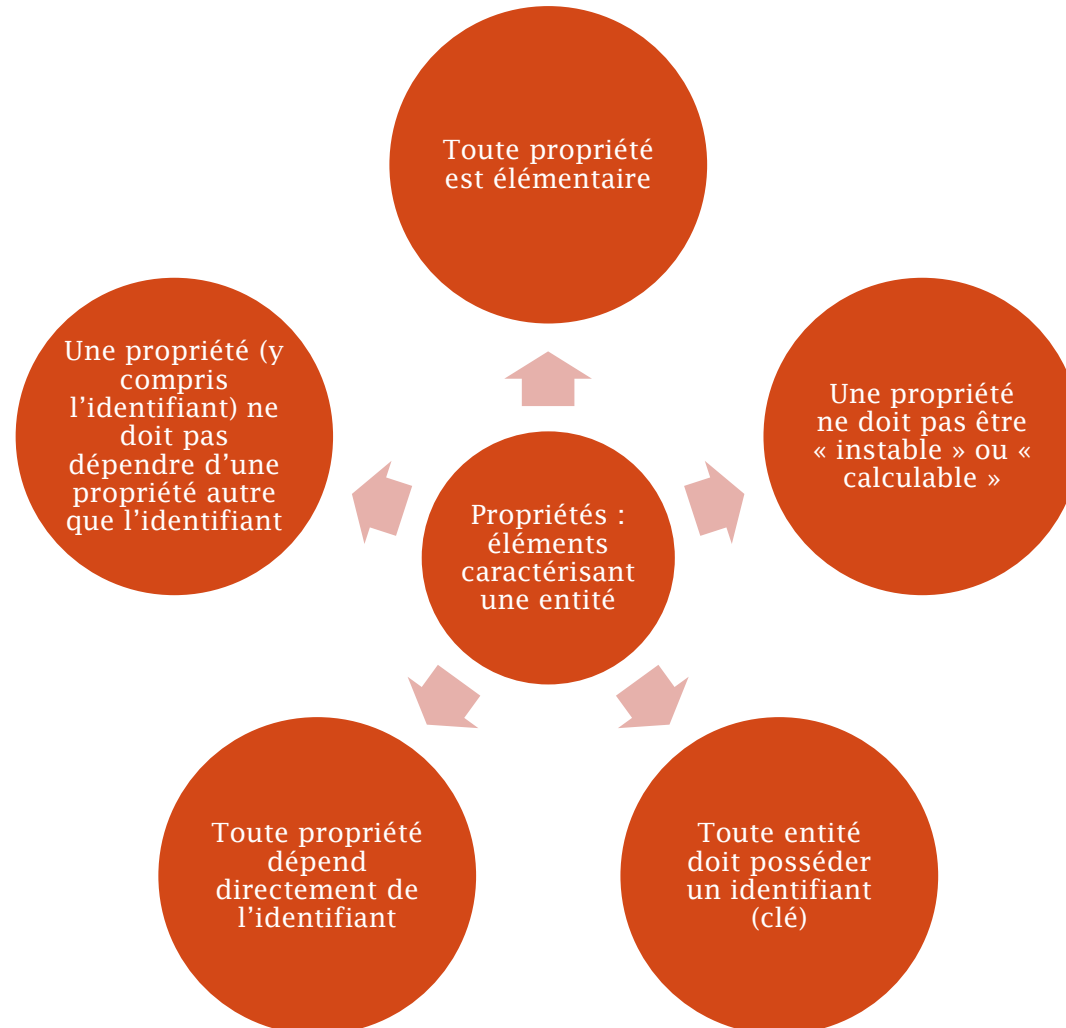 Toute propriété
est élémentaire
Une propriété (y
compris
l’identifiant) ne
doit pas
dépendre d’une
propriété autre
que l’identifiant
Une propriété
ne doit pas être
« instable » ou «
calculable »
Propriétés :
éléments
caractérisant
une entité
Toute propriété
dépend
directement de
l’identifiant
Toute entité
doit posséder
un identifiant
(clé)